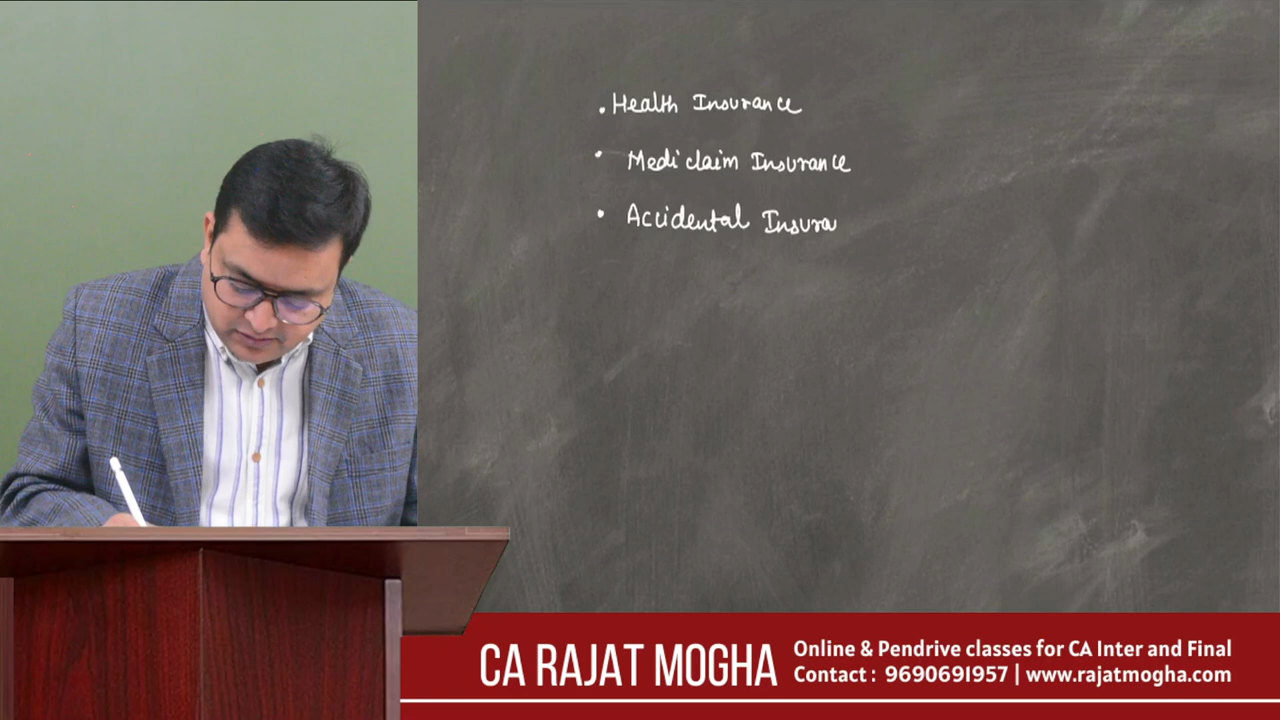 . Health Insurance
• Mediclaim Insurance
• Accidental Insura
CA RAJAT MOGHA
Online & Pendrive classes for CA Inter and Final
Contact : 9690691957 | www.rajatmogha.com